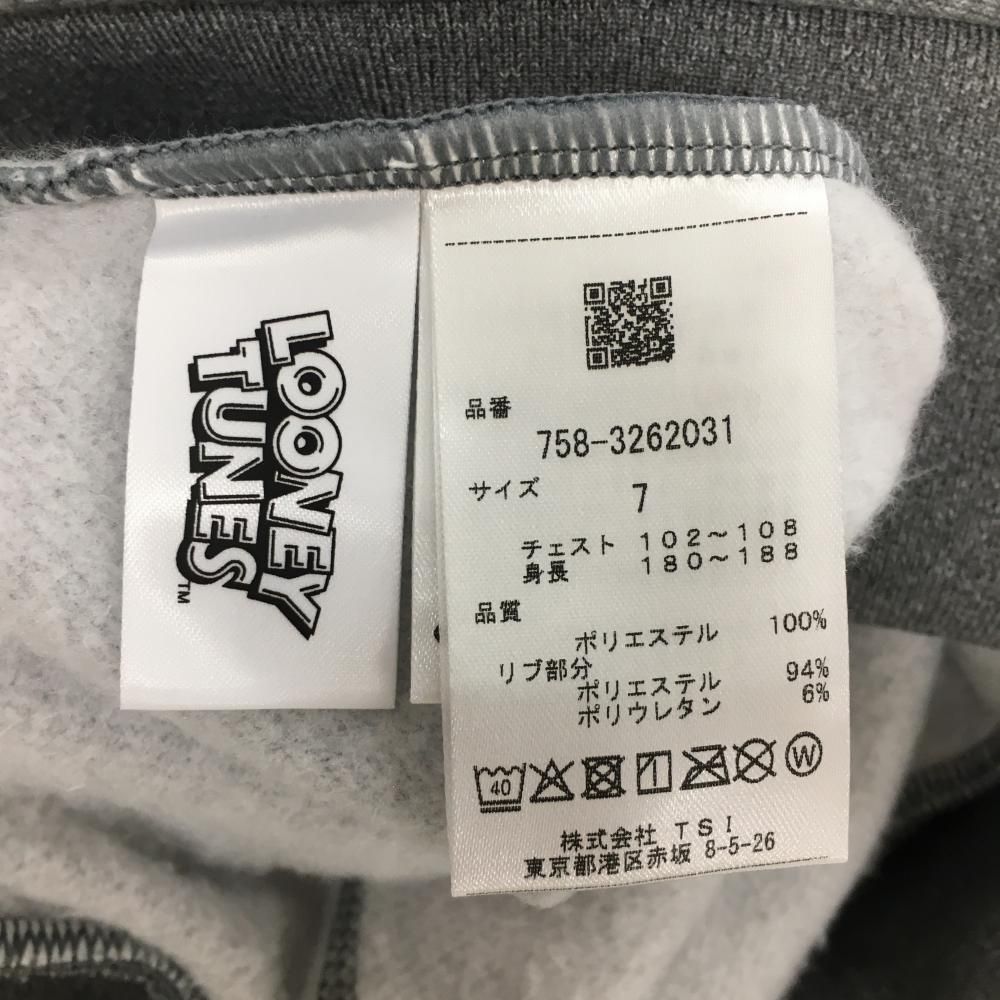 LOONEY
TUNES™
品番
758-3262031
サイズ
7
チェスト 102～108
身長 180～188
品質
ポリエステル 100%
リブ部分
ポリエステル 94%
ポリウレタン 6%
40
W
株式会社 TSI
東京都港区赤坂 8-5-26